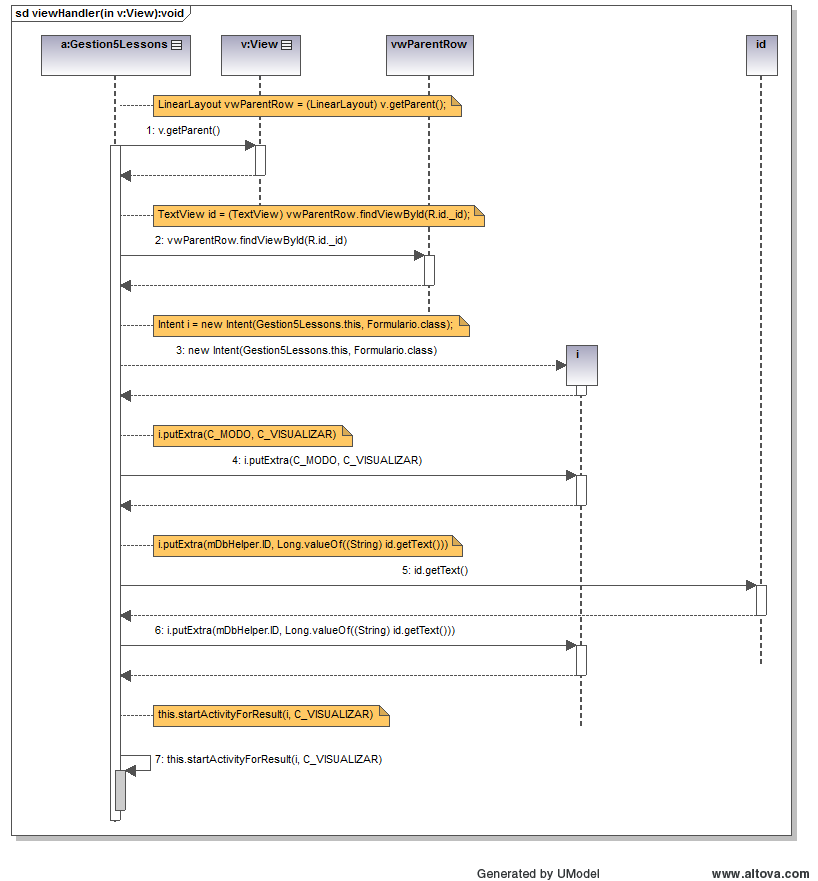 sd viewHandler(in v:View):void
a:Gestion5Lessons
v:View
vwParentRow
id
LinearLayout vwParentRow = (LinearLayout) v.getParent();
1: v.getParent()
TextView id = (TextView) vwParentRow.findViewById(R.id._id);
2: vwParentRow.findViewById(R.id._id)
Intent i = new Intent(Gestion5Lessons.this, Formulario.class);
3: new Intent(Gestion5Lessons.this, Formulario.class)
i
i.putExtra(C_MODO, C_VISUALIZAR)
4: i.putExtra(C_MODO, C_VISUALIZAR)
i.putExtra(mDbHelper.ID, Long.valueOf((String) id.getText()))
5: id.getText()
6: i.putExtra(mDbHelper.ID, Long.valueOf((String) id.getText()))
this.startActivityForResult(i, C_VISUALIZAR)
7: this.startActivityForResult(i, C_VISUALIZAR)
Generated by UModel
www.altova.com